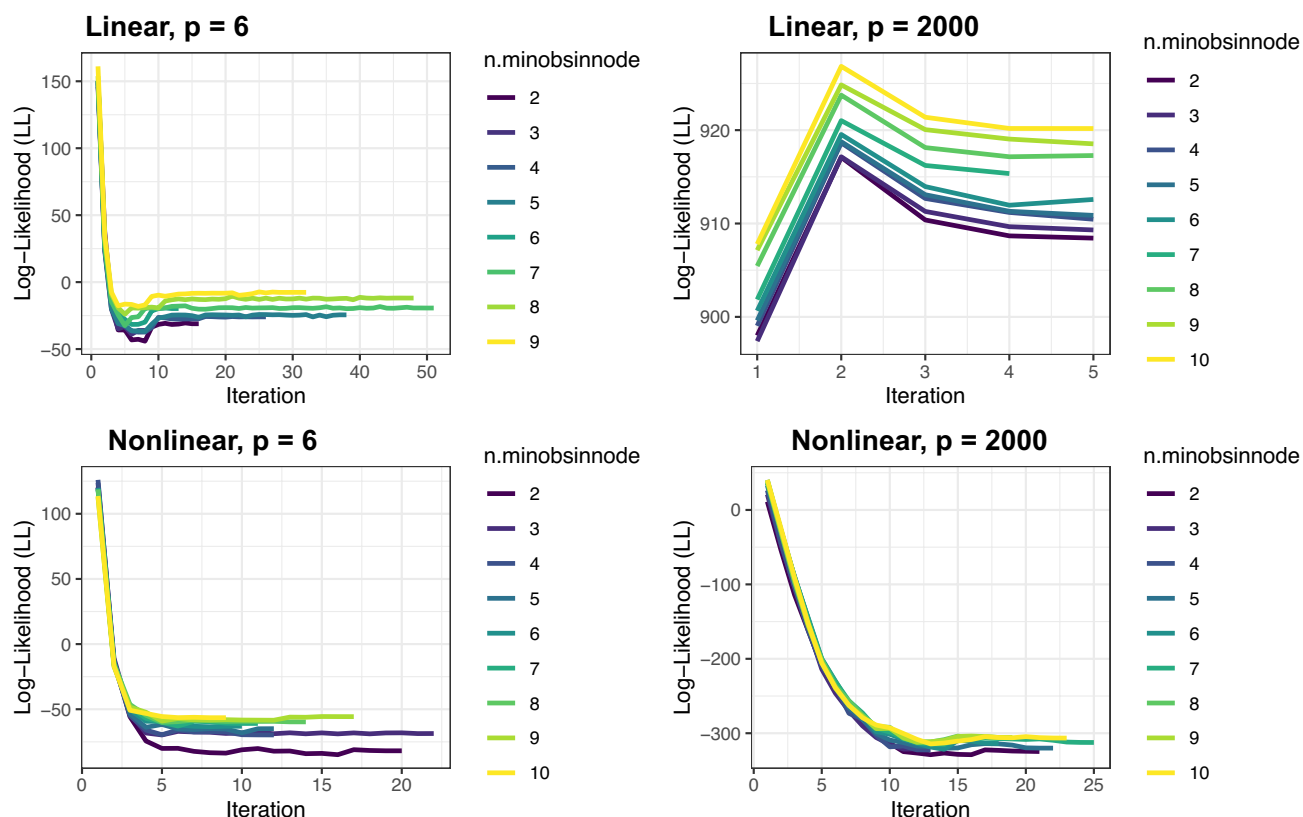 Linear, p = 6
Log−Likelihood (LL)
150
100
50
0
−50
0 10 20 30 40 50
Iteration
n.minobsinnode
2
3
4
5
6
7
8
9
Linear, p = 2000
Log−Likelihood (LL)
920
910
900
1 2 3 4 5
Iteration
n.minobsinnode
2
3
4
5
6
7
8
9
10
Nonlinear, p = 6
Log−Likelihood (LL)
100
50
0
−50
0 5 10 15 20
Iteration
n.minobsinnode
2
3
4
5
6
7
8
9
10
Nonlinear, p = 2000
Log−Likelihood (LL)
0
−100
−200
−300
0 5 10 15 20 25
Iteration
n.minobsinnode
2
3
4
5
6
7
8
9
10